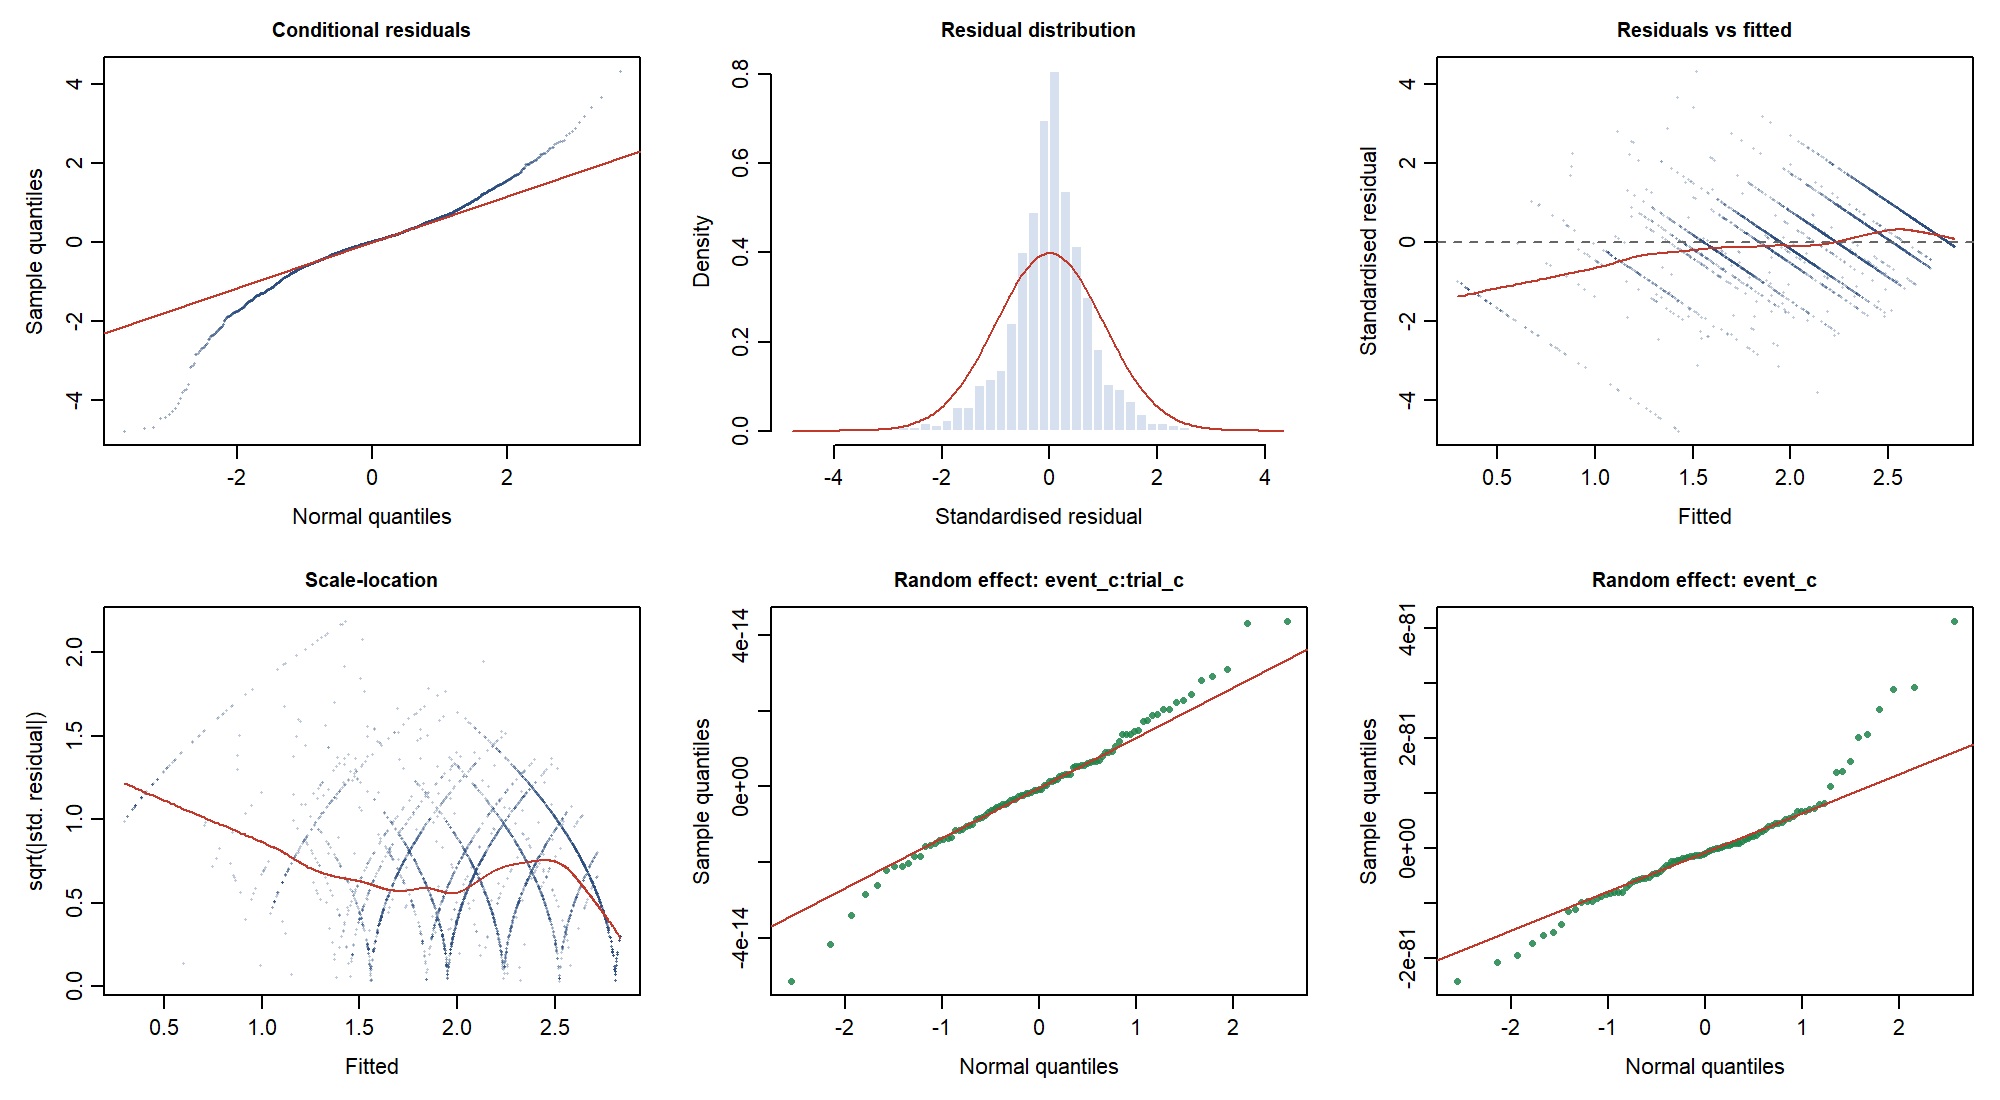 Conditional residuals
Sample quantiles
4
2
0
-2
-4
-2
0
2
Normal quantiles
Residual distribution
Density
0.8
0.6
0.4
0.2
0.0
-4
-2
0
2
4
Standardised residual
Residuals vs fitted
Standardised residual
4
2
0
-2
-4
0.5
1.0
1.5
2.0
2.5
Fitted
Scale-location
sqrt(|std. residual|)
2.0
1.5
1.0
0.5
0.0
0.5
1.0
1.5
2.0
2.5
Fitted
Random effect: event_c:trial_c
Sample quantiles
4e-14
0e+00
-4e-14
-2
-1
0
1
2
Normal quantiles
Random effect: event_c
Sample quantiles
4e-81
2e-81
0e+00
-2e-81
-2
-1
0
1
2
Normal quantiles